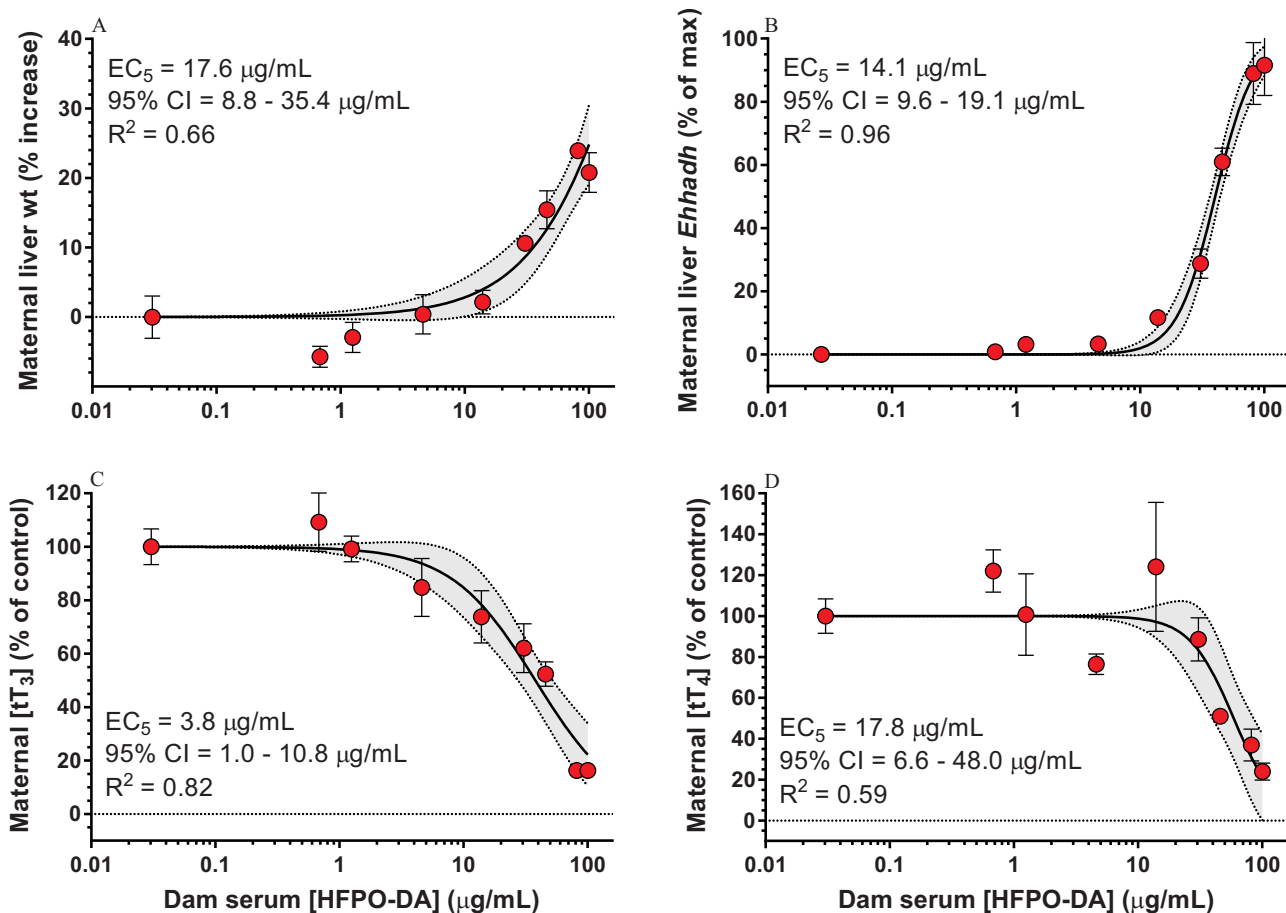 A
Maternal liver wt (% increase)
40
30
20
10
0
EC5 = 17.6 μg/mL
95% CI = 8.8 - 35.4 μg/mL
R2 = 0.66
0.01 0.1 1 10 100
B
Maternal liver Ehhadh (% of max)
100
80
60
40
20
0
EC5 = 14.1 μg/mL
95% CI = 9.6 - 19.1 μg/mL
R2 = 0.96
0.01 0.1 1 10 100
C
Maternal [tT3] (% of control)
120
100
80
60
40
20
0
EC5 = 3.8 μg/mL
95% CI = 1.0 - 10.8 μg/mL
R2 = 0.82
0.01 0.1 1 10 100
Dam serum [HFPO-DA] (μg/mL)
D
Maternal [tT4] (% of control)
160
140
120
100
80
60
40
20
0
EC5 = 17.8 μg/mL
95% CI = 6.6 - 48.0 μg/mL
R2 = 0.59
0.01 0.1 1 10 100
Dam serum [HFPO-DA] (μg/mL)